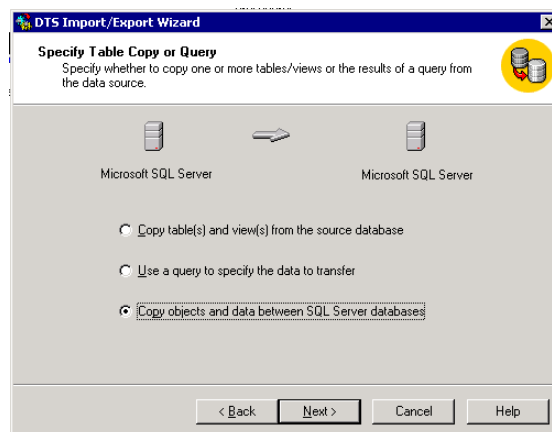 DTS Import/Export Wizard
Specify Table Copy or Query
Specify whether to copy one or more tables/views or the results of a query from
the data source.
Microsoft SQL Server
Microsoft SQL Server
Copy table(s) and view(s) from the source database
Use a query to specify the data to transfer
Copy objects and data between SQL Server databases
< Back Next > Cancel Help